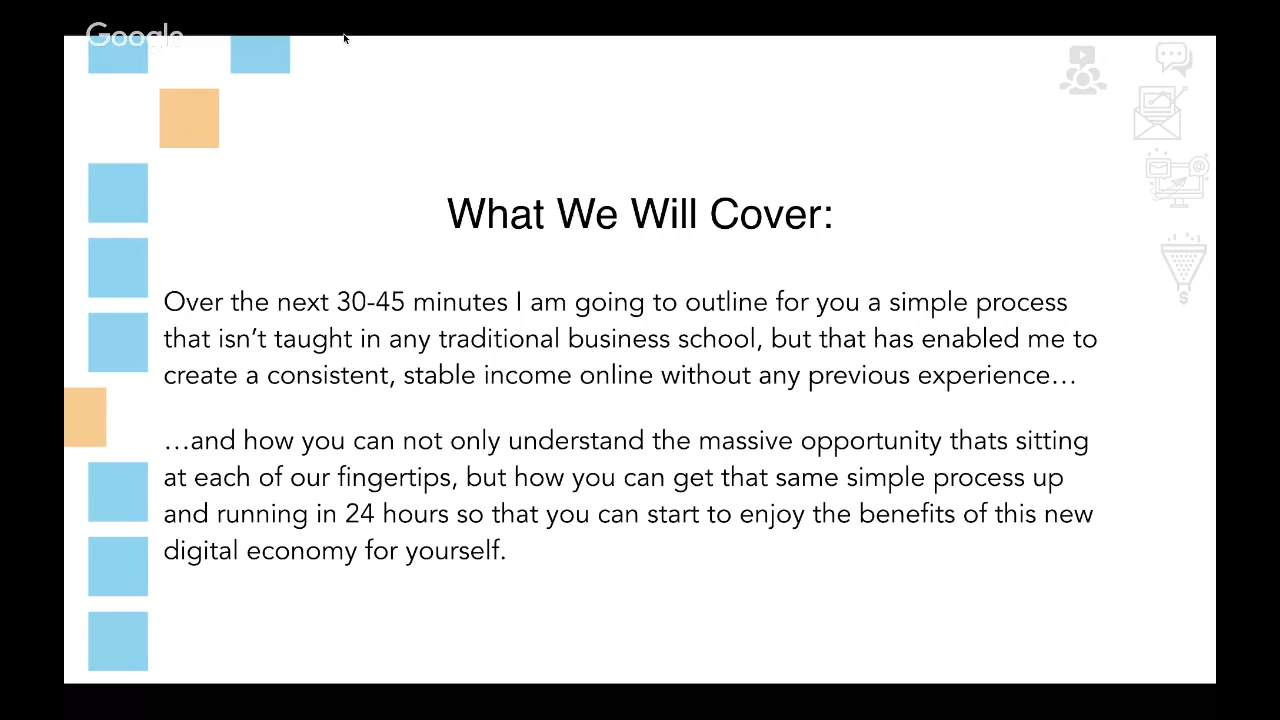 Google
What We Will Cover:
Over the next 30-45 minutes I am going to outline for you a simple process
that isn’t taught in any traditional business school, but that has enabled me to
create a consistent, stable income online without any previous experience…
…and how you can not only understand the massive opportunity thats sitting
at each of our fingertips, but how you can get that same simple process up
and running in 24 hours so that you can start to enjoy the benefits of this new
digital economy for yourself.